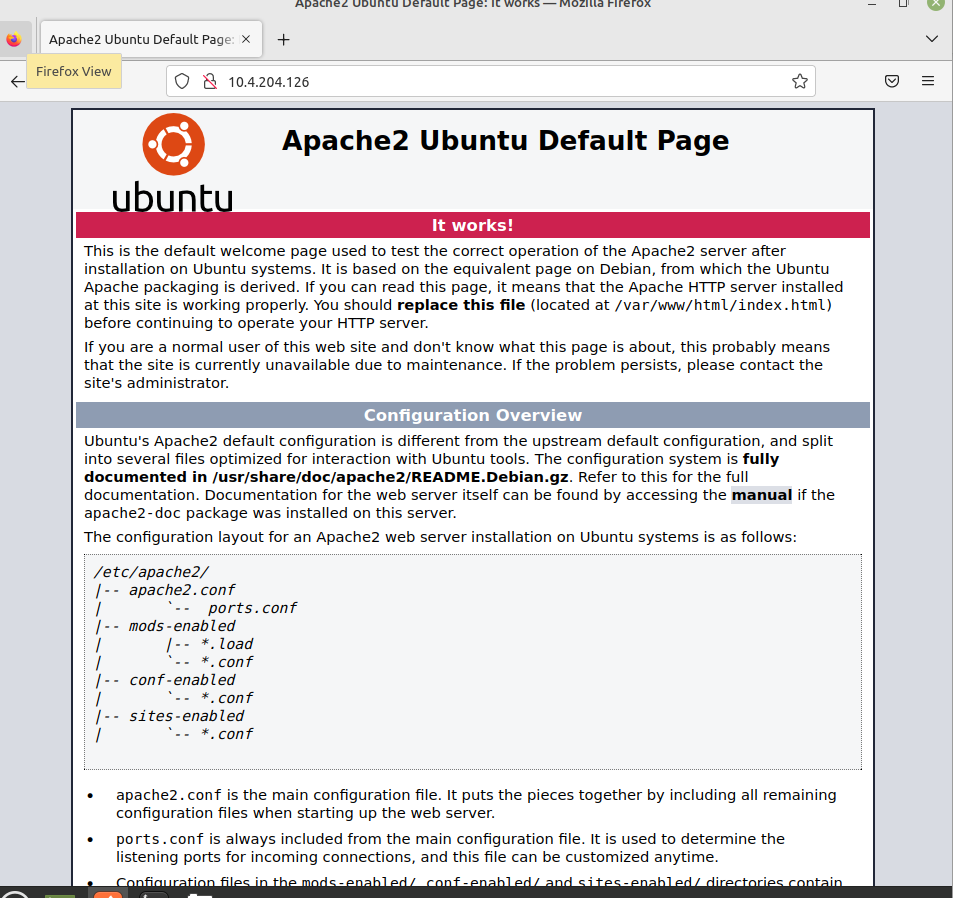 Apache2 Ubuntu Default Page: It works — Mozilla Firefox
Apache2 Ubuntu Default Page:
Firefox View
10.4.204.126
ubuntu
Apache2 Ubuntu Default Page
It works!
This is the default welcome page used to test the correct operation of the Apache2 server after
installation on Ubuntu systems. It is based on the equivalent page on Debian, from which the Ubuntu
Apache packaging is derived. If you can read this page, it means that the Apache HTTP server installed
at this site is working properly. You should replace this file (located at /var/www/html/index.html)
before continuing to operate your HTTP server.
If you are a normal user of this web site and don't know what this page is about, this probably means
that the site is currently unavailable due to maintenance. If the problem persists, please contact the
site's administrator.
Configuration Overview
Ubuntu's Apache2 default configuration is different from the upstream default configuration, and split
into several files optimized for interaction with Ubuntu tools. The configuration system is fully
documented in /usr/share/doc/apache2/README.Debian.gz. Refer to this for the full
documentation. Documentation for the web server itself can be found by accessing the manual if the
apache2-doc package was installed on this server.
The configuration layout for an Apache2 web server installation on Ubuntu systems is as follows:
/etc/apache2/
|-- apache2.conf
|       `--  ports.conf
|-- mods-enabled
|       |-- *.load
|       `-- *.conf
|-- conf-enabled
|       `-- *.conf
|-- sites-enabled
|       `-- *.conf
• apache2.conf is the main configuration file. It puts the pieces together by including all remaining
configuration files when starting up the web server.
• ports.conf is always included from the main configuration file. It is used to determine the
listening ports for incoming connections, and this file can be customized anytime.
• Configuration files in the mods-enabled/, conf-enabled/ and sites-enabled/ directories contain